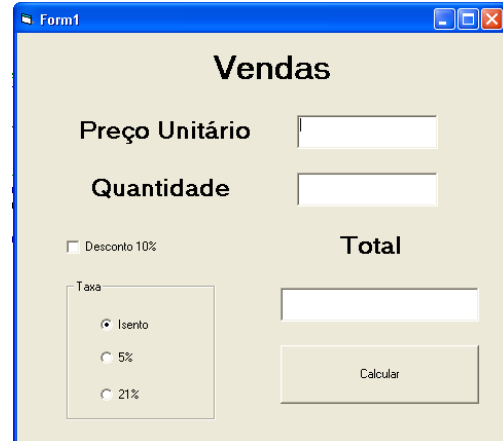 Form1
Vendas
Preço Unitário
Quantidade
Desconto 10%
Total
Taxa
Isento
5%
21%
Calcular